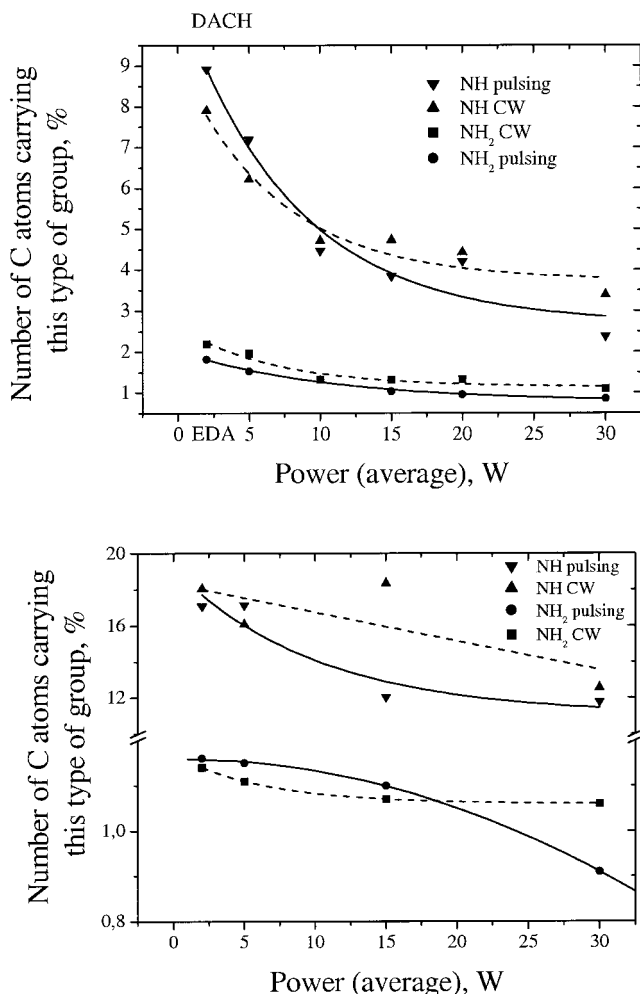 DACH
Number of C atoms carrying
this type of group, %
9
8
7
6
5
4
3
2
1
NH pulsing
NH CW
NH₂ CW
NH₂ pulsing
0 EDA 5 10 15 20 25 30
Power (average), W
Number of C atoms carrying
this type of group, %
20
16
12
1,0
0,8
NH pulsing
NH CW
NH₂ pulsing
NH₂ CW
0 5 10 15 20 25 30
Power (average), W